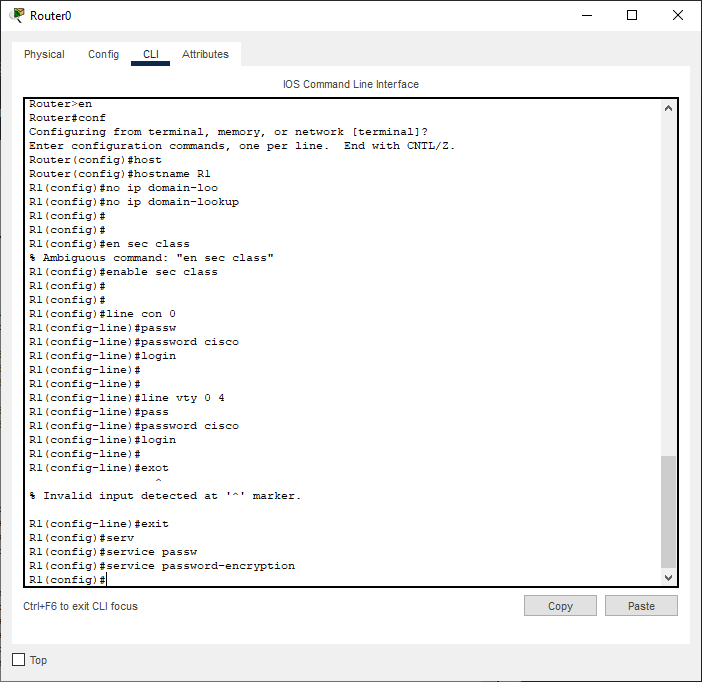 Router0
Physical Config CLI Attributes
IOS Command Line Interface
Router>en
Router#conf
Configuring from terminal, memory, or network [terminal]?
Enter configuration commands, one per line.  End with CNTL/Z.
Router(config)#host
Router(config)#hostname R1
R1(config)#no ip domain-loo
R1(config)#no ip domain-lookup
R1(config)#
R1(config)#
R1(config)#en sec class
% Ambiguous command: "en sec class"
R1(config)#enable sec class
R1(config)#
R1(config)#
R1(config)#line con 0
R1(config-line)#passw
R1(config-line)#password cisco
R1(config-line)#login
R1(config-line)#
R1(config-line)#
R1(config-line)#line vty 0 4
R1(config-line)#pass
R1(config-line)#password cisco
R1(config-line)#login
R1(config-line)#
R1(config-line)#exot
^
% Invalid input detected at '^' marker.
R1(config-line)#exit
R1(config)#serv
R1(config)#service passw
R1(config)#service password-encryption
R1(config)#
Ctrl+F6 to exit CLI focus
Copy Paste
Top